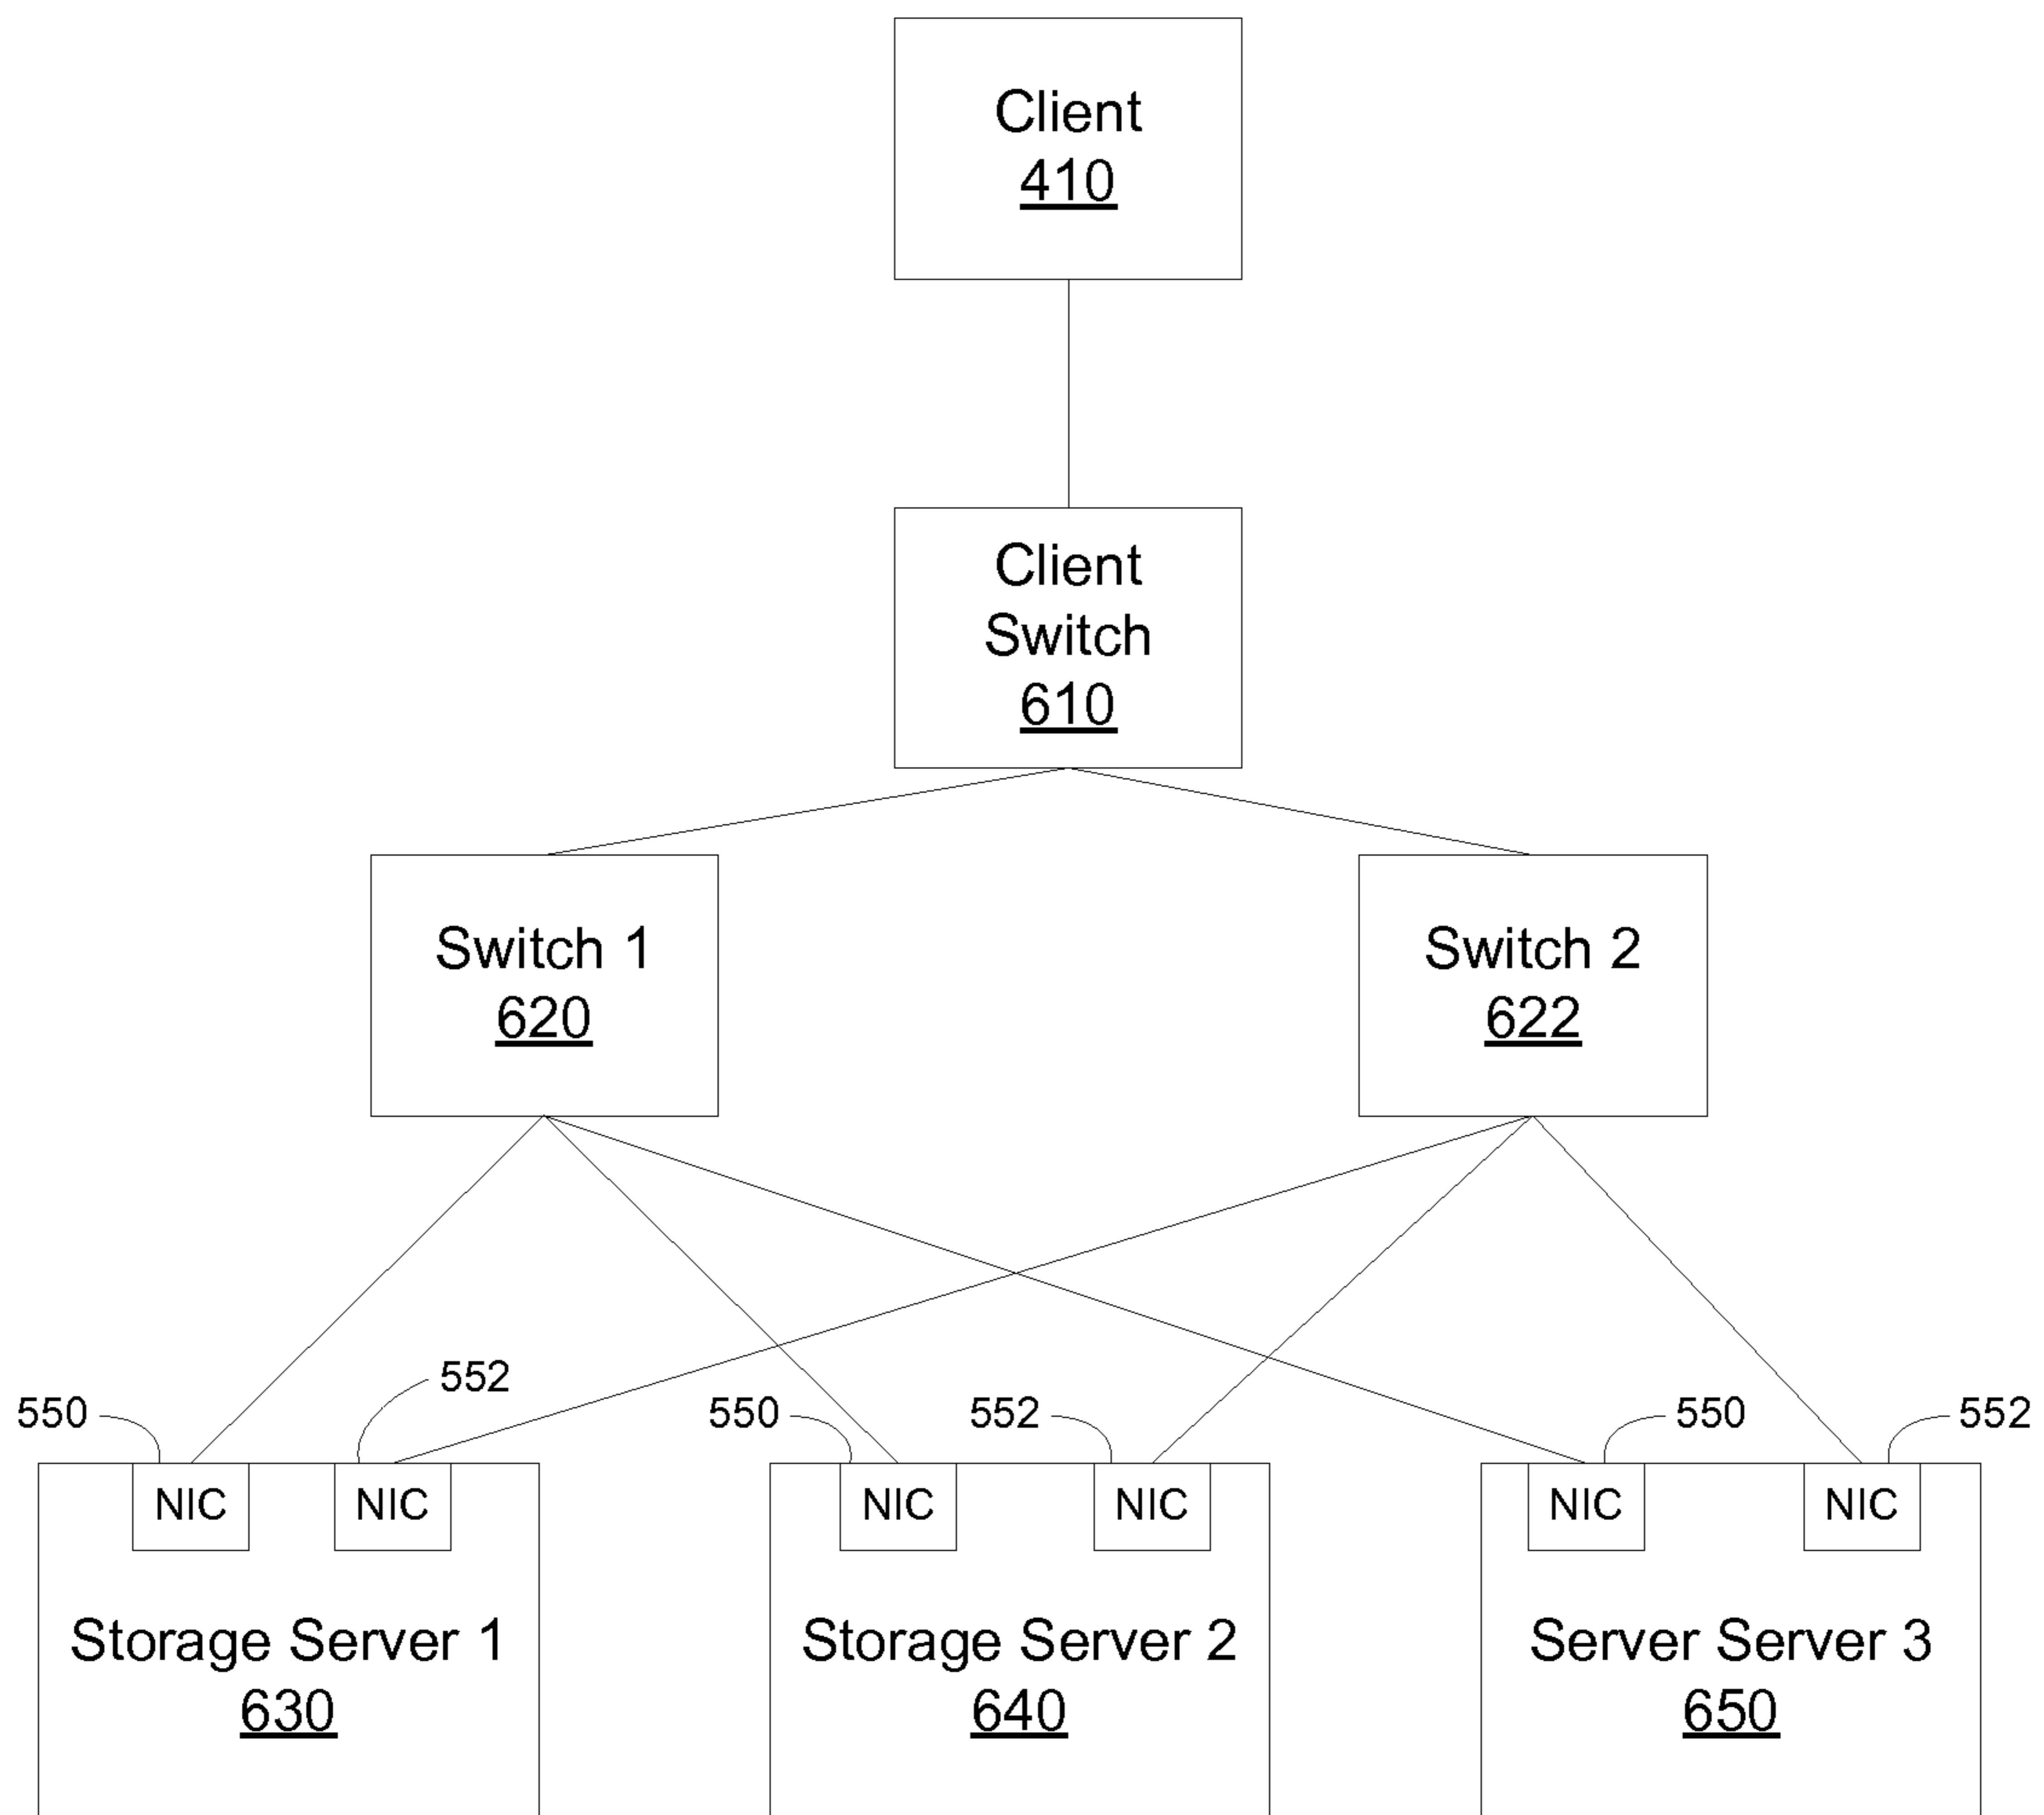 Client
410
Client
Switch
610
Switch 1
620
Switch 2
622
550
552
550
552
550
552
NIC
NIC
NIC
NIC
NIC
NIC
Storage Server 1
630
Storage Server 2
640
Server Server 3
650